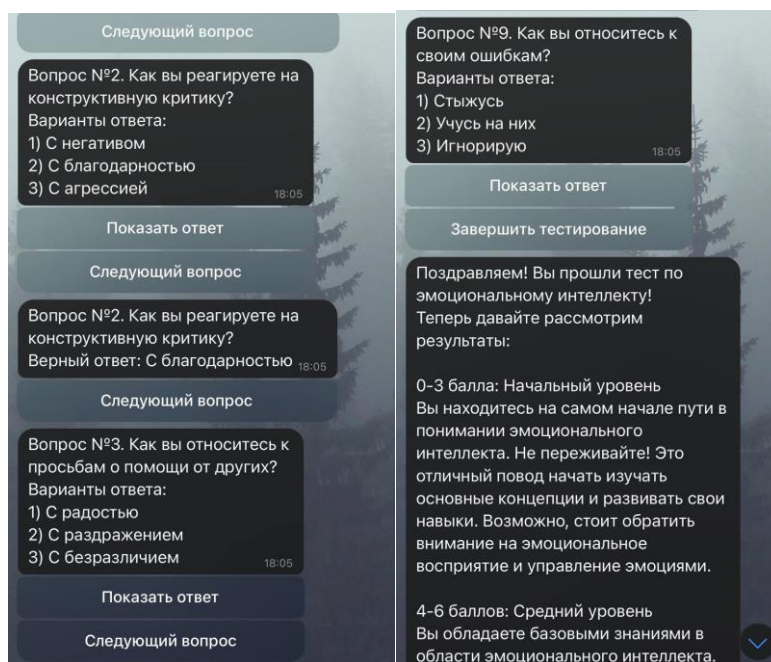 Следующий вопрос
Вопрос №2. Как вы реагируете на
конструктивную критику?
Варианты ответа:
1) С негативом
2) С благодарностью
3) С агрессией
18:05
Показать ответ
Следующий вопрос
Вопрос №2. Как вы реагируете на
конструктивную критику?
Верный ответ: С благодарностью 18:05
Следующий вопрос
Вопрос №3. Как вы относитесь к
просьбам о помощи от других?
Варианты ответа:
1) С радостью
2) С раздражением
3) С безразличием
18:05
Показать ответ
Следующий вопрос
Вопрос №9. Как вы относитесь к
своим ошибкам?
Варианты ответа:
1) Стыжусь
2) Учусь на них
3) Игнорирую
18:05
Показать ответ
Завершить тестирование
Поздравляем! Вы прошли тест по
эмоциональному интеллекту!
Теперь давайте рассмотрим
результаты:
0-3 балла: Начальный уровень
Вы находитесь на самом начале пути в
понимании эмоционального
интеллекта. Не переживайте! Это
отличный повод начать изучать
основные концепции и развивать свои
навыки. Возможно, стоит обратить
внимание на эмоциональное
восприятие и управление эмоциями.
4-6 баллов: Средний уровень
Вы обладаете базовыми знаниями в
области эмоционального интеллекта.